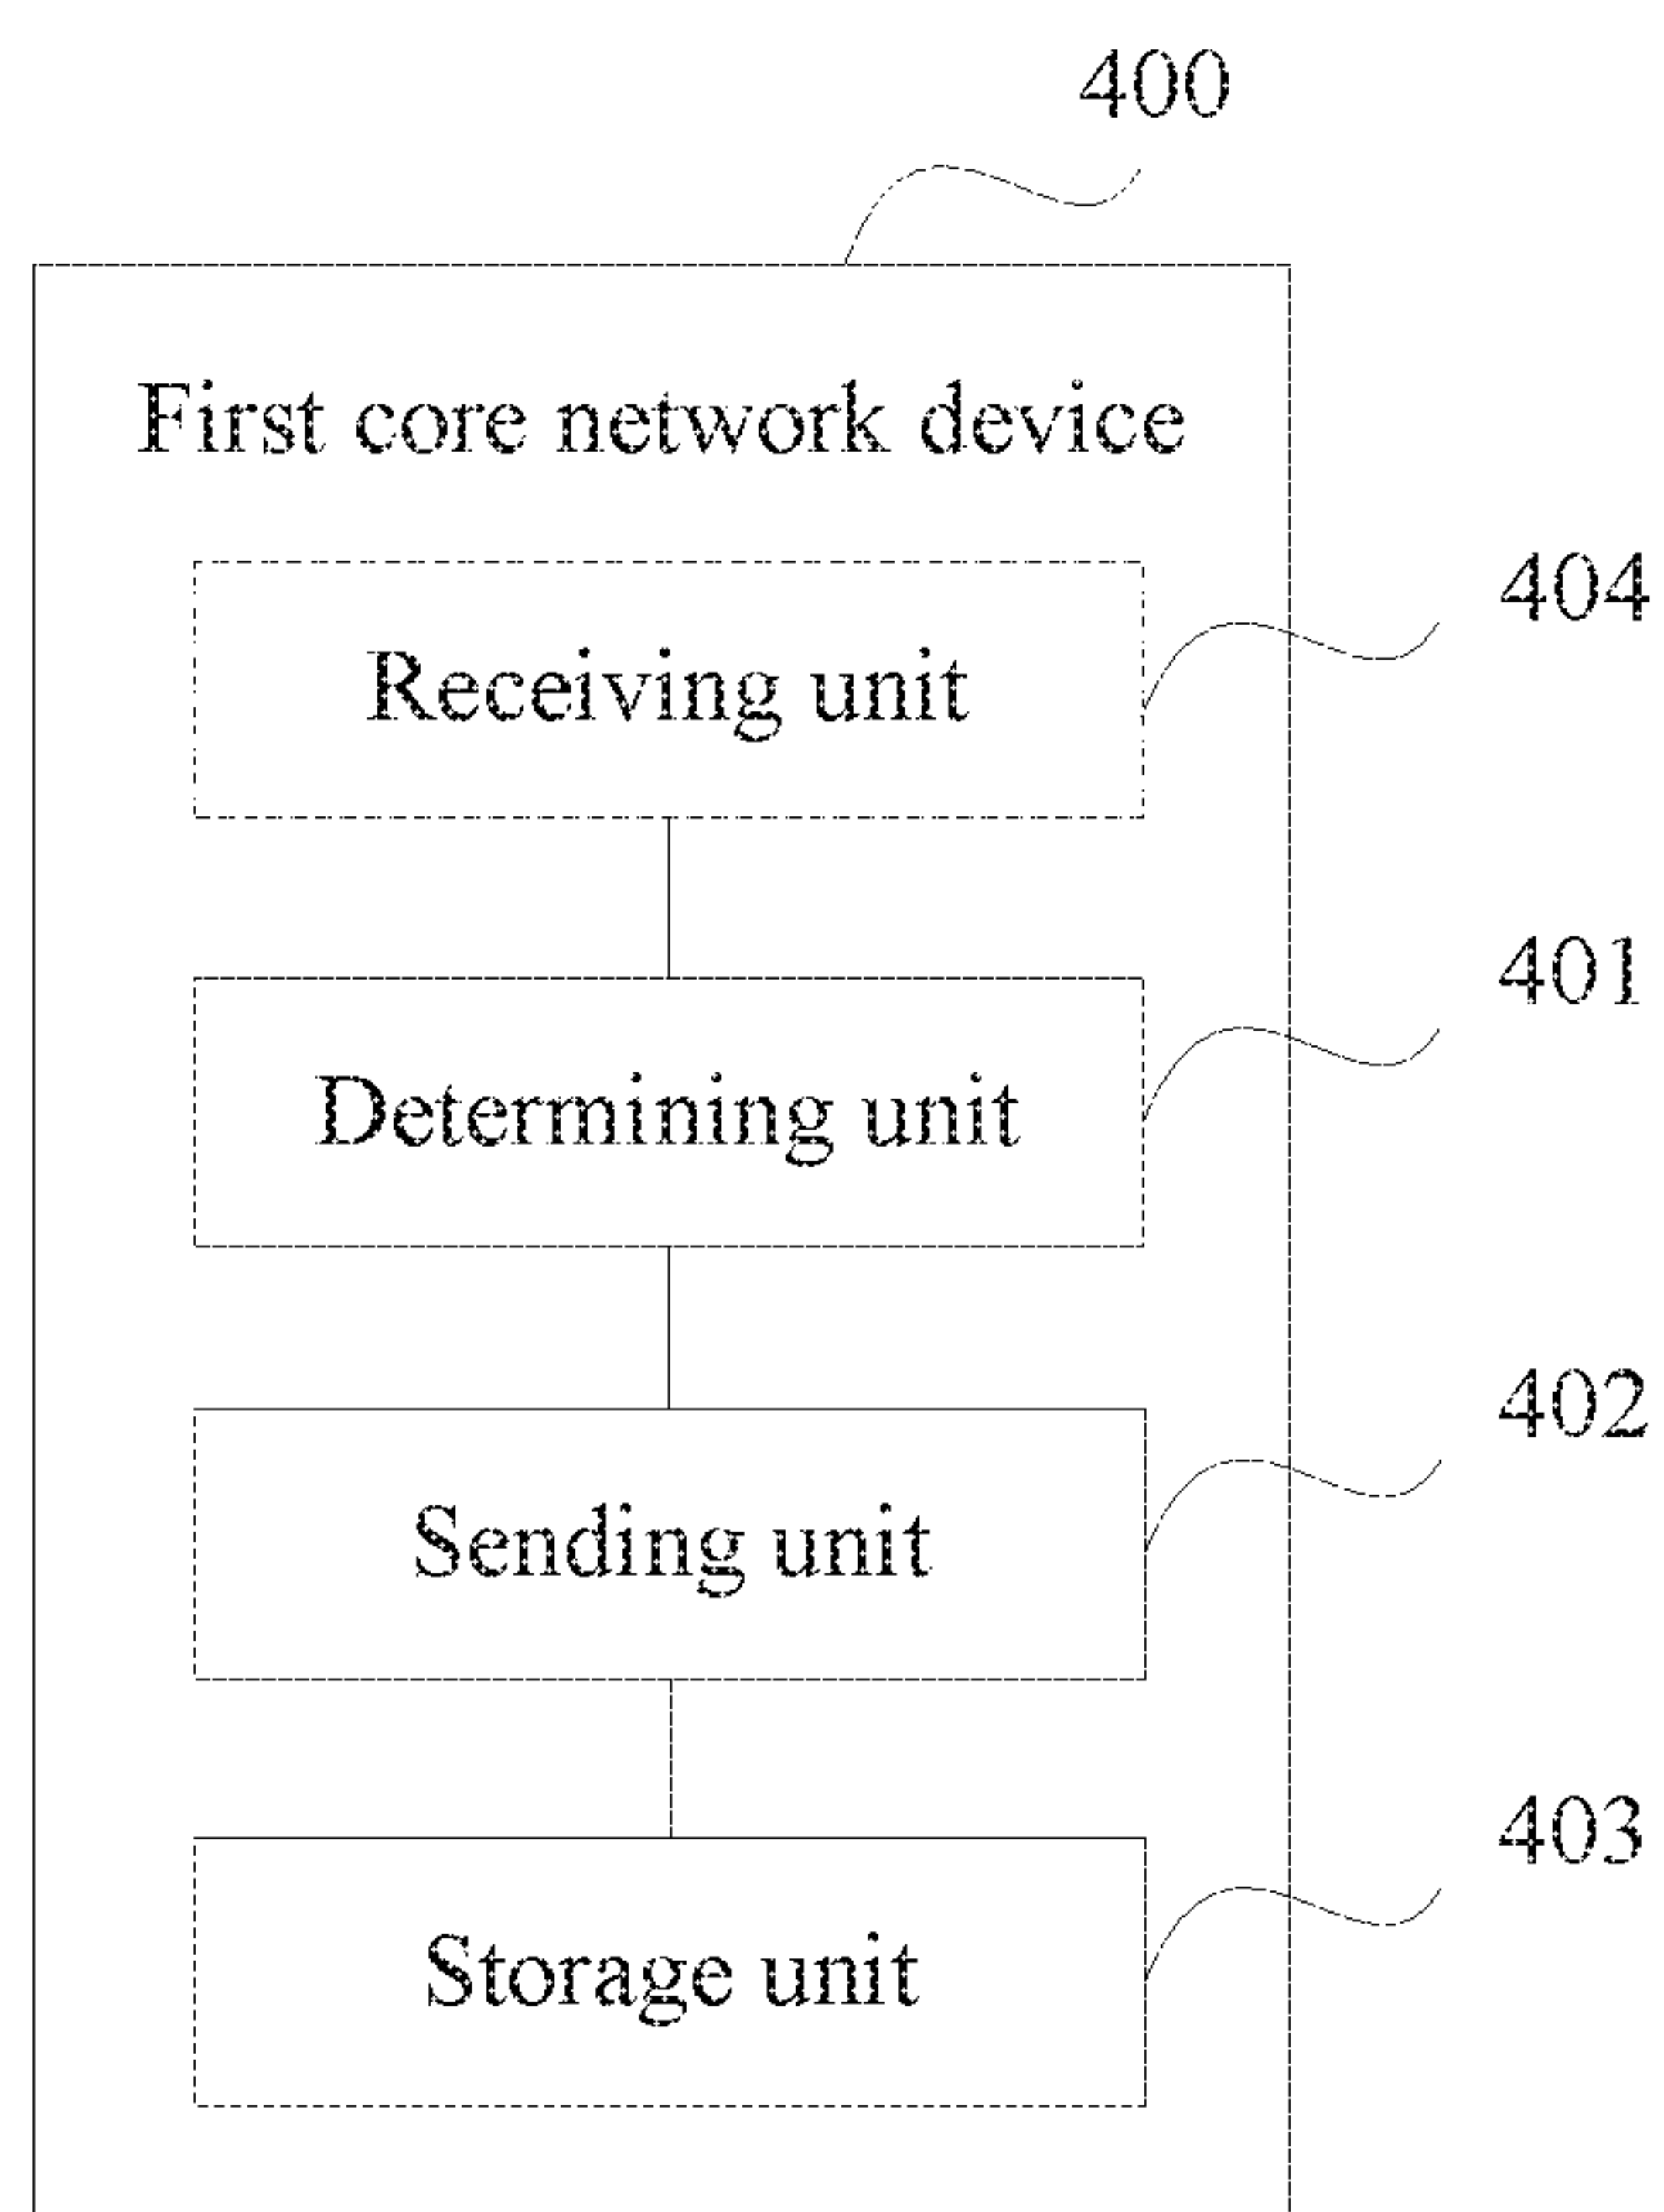 400
First core network device
404
Receiving unit
401
Determining unit
402
Sending unit
403
Storage unit